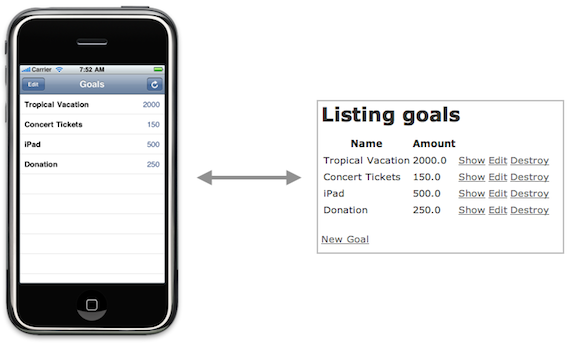 Carrier 7:52 AM
Edit Goals
Tropical Vacation 2000
Concert Tickets 150
iPad 500
Donation 250
Listing goals
Name Amount
Tropical Vacation 2000.0 Show Edit Destroy
Concert Tickets 150.0 Show Edit Destroy
iPad 500.0 Show Edit Destroy
Donation 250.0 Show Edit Destroy
New Goal